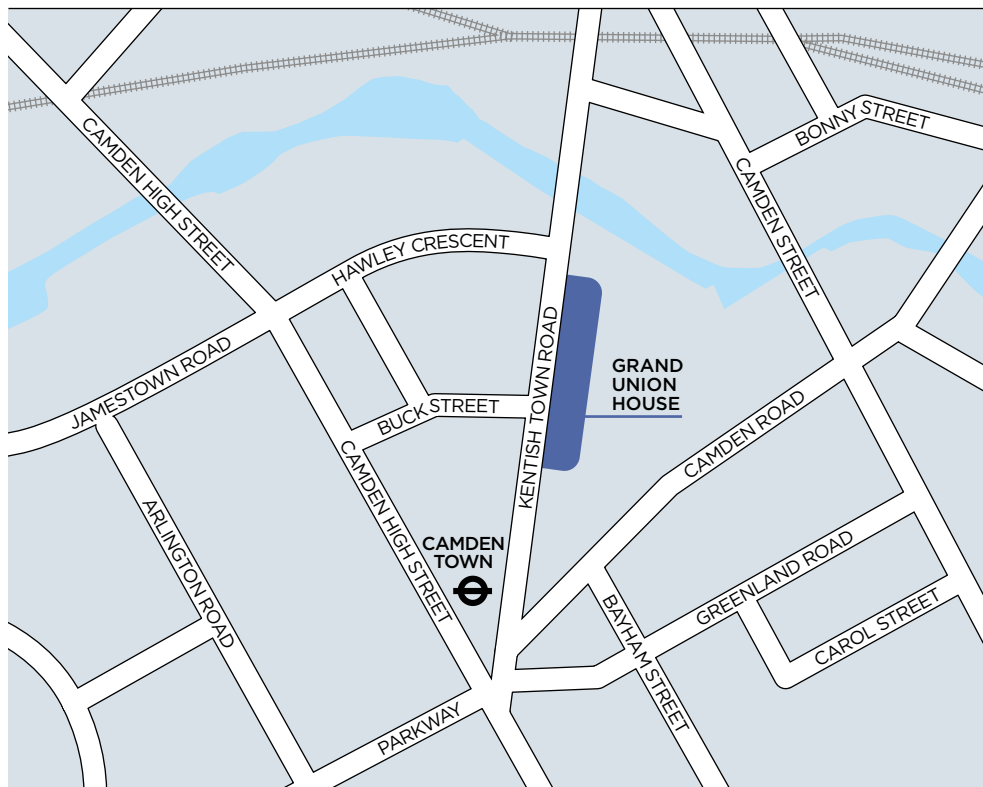 BONNY STREET
CAMDEN HIGH STREET
CAMDEN STREET
HAWLEY CRESCENT
JAMESTOWN ROAD
KENTISH TOWN ROAD
GRAND
UNION
HOUSE
BUCK STREET
CAMDEN ROAD
CAMDEN HIGH STREET
ARLINGTON ROAD
CAMDEN
TOWN
GREENLAND ROAD
BAYHAM STREET
CAROL STREET
PARKWAY